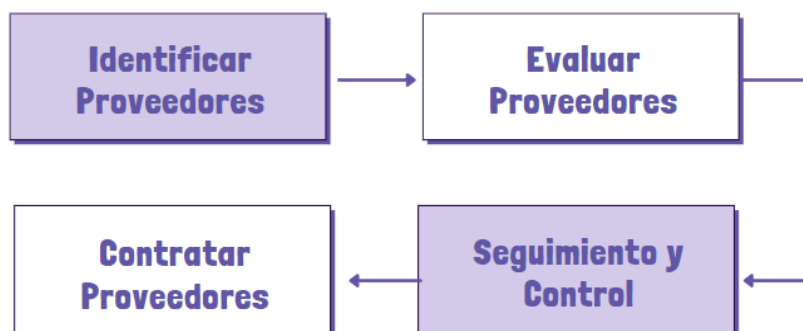 Identificar
Proveedores
Evaluar
Proveedores
Contratar
Proveedores
Seguimiento y
Control